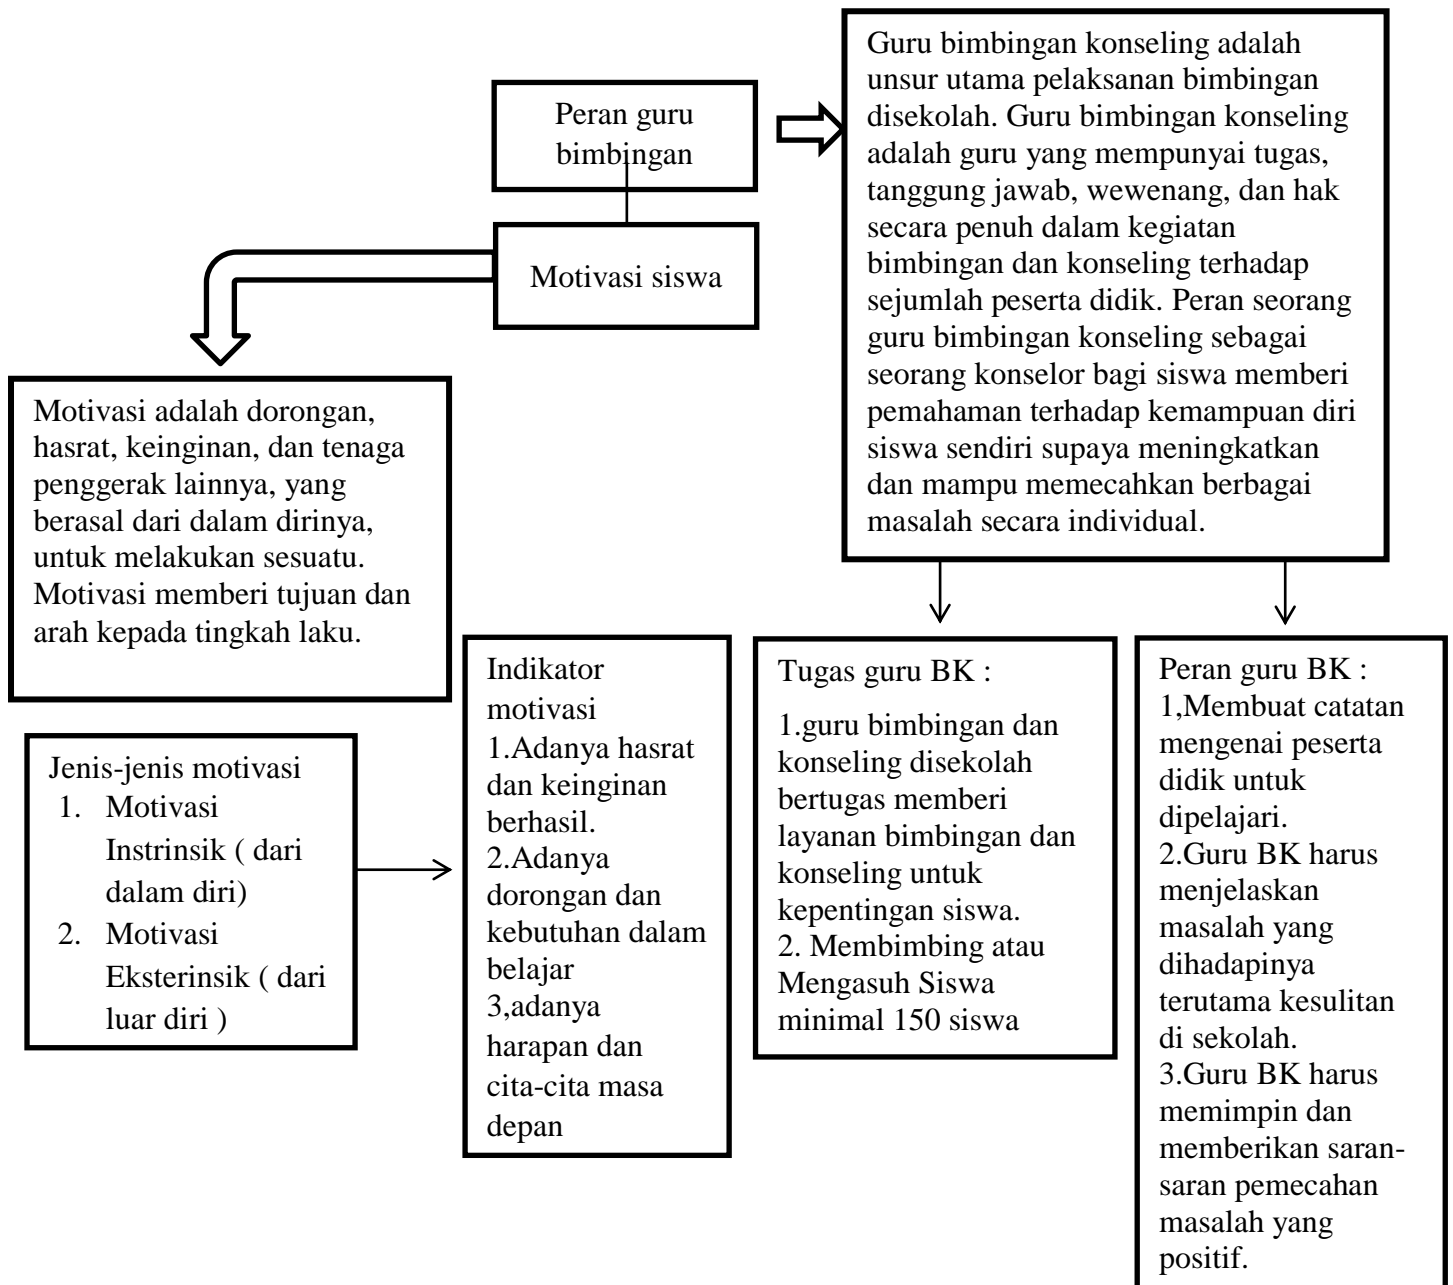 Peran guru
bimbingan
Guru bimbingan konseling adalah
unsur utama pelaksanan bimbingan
disekolah. Guru bimbingan konseling
adalah guru yang mempunyai tugas,
tanggung jawab, wewenang, dan hak
secara penuh dalam kegiatan
bimbingan dan konseling terhadap
sejumlah peserta didik. Peran seorang
guru bimbingan konseling sebagai
seorang konselor bagi siswa memberi
pemahaman terhadap kemampuan diri
siswa sendiri supaya meningkatkan
dan mampu memecahkan berbagai
masalah secara individual.
Motivasi siswa
Motivasi adalah dorongan,
hasrat, keinginan, dan tenaga
penggerak lainnya, yang
berasal dari dalam dirinya,
untuk melakukan sesuatu.
Motivasi memberi tujuan dan
arah kepada tingkah laku.
Jenis-jenis motivasi
1. Motivasi
Instrinsik ( dari
dalam diri)
2. Motivasi
Eksterinsik ( dari
luar diri )
Indikator
motivasi
1.Adanya hasrat
dan keinginan
berhasil.
2.Adanya
dorongan dan
kebutuhan dalam
belajar
3,adanya
harapan dan
cita-cita masa
depan
Tugas guru BK :
1.guru bimbingan dan
konseling disekolah
bertugas memberi
layanan bimbingan dan
konseling untuk
kepentingan siswa.
2. Membimbing atau
Mengasuh Siswa
minimal 150 siswa
Peran guru BK :
1,Membuat catatan
mengenai peserta
didik untuk
dipelajari.
2.Guru BK harus
menjelaskan
masalah yang
dihadapinya
terutama kesulitan
di sekolah.
3.Guru BK harus
memimpin dan
memberikan saran-
saran pemecahan
masalah yang
positif.